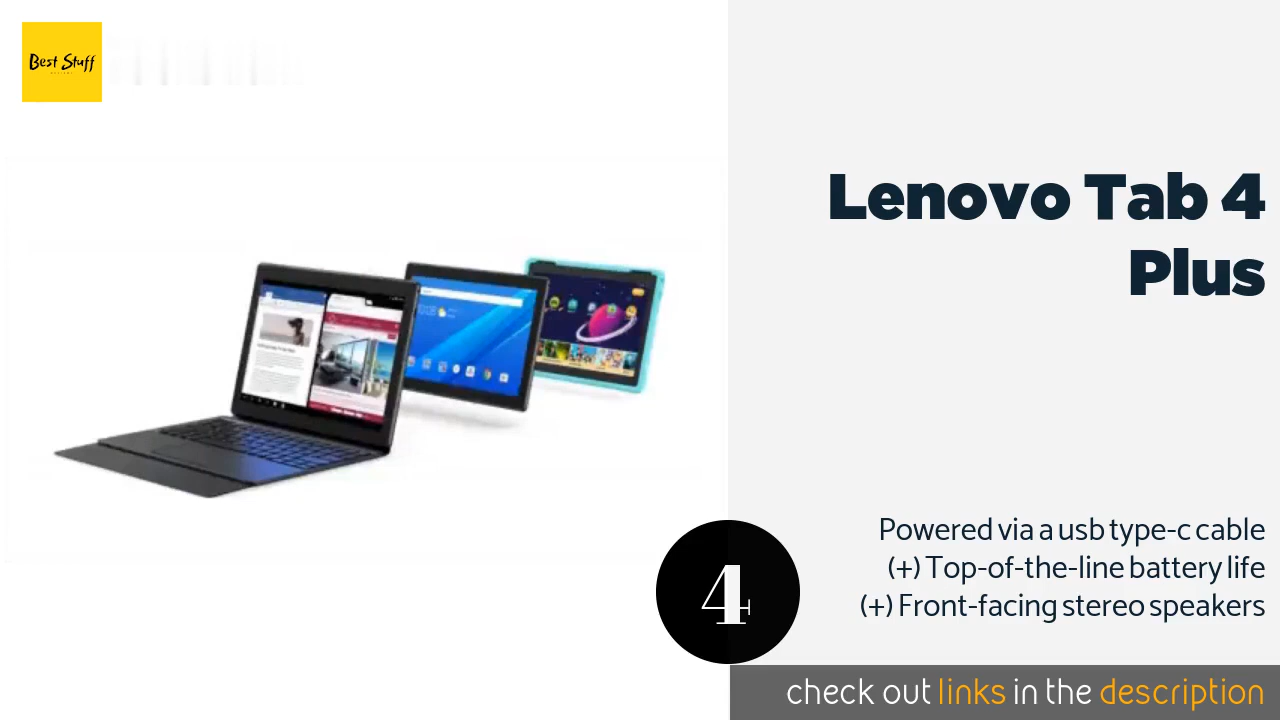 Best Stuff
Lenovo Tab 4
Plus
4
Powered via a usb type-c cable
(+) Top-of-the-line battery life
(+) Front-facing stereo speakers
check out links in the description